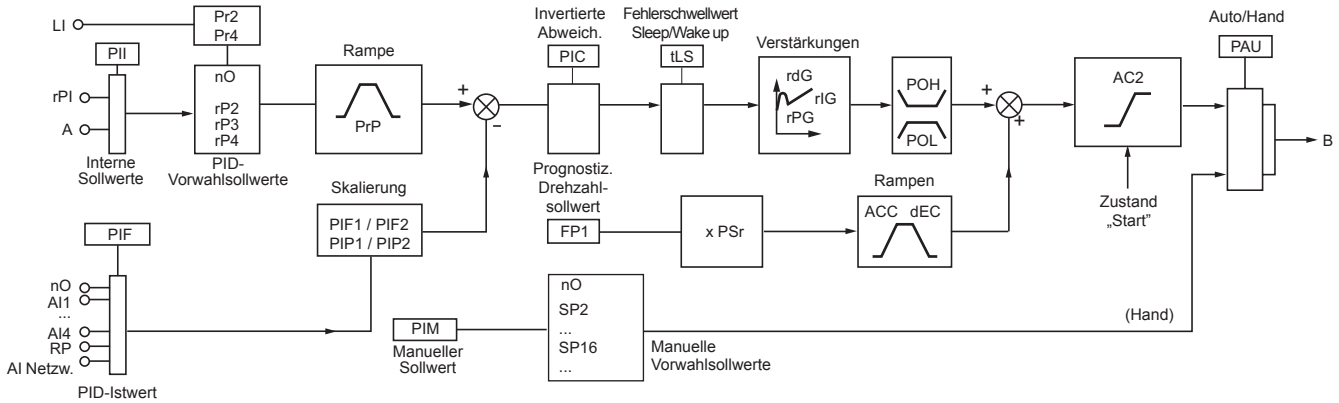 LI
Pr2
Pr4
PII
rPI
A
Interne
Sollwerte
nO
rP2
rP3
rP4
PID-
Vorwahlsollwerte
Rampe
PrP
+
–
Invertierte
Abweich.
PIC
Fehlerschwellwert
Sleep/Wake up
tLS
Verstärkungen
rdG
rIG
rPG
POH
POL
+
+
AC2
Zustand
„Start”
Auto/Hand
PAU
B
Skalierung
PIF1 / PIF2
PIP1 / PIP2
Prognostiz.
Drehzahl-
sollwert
FP1
x PSr
Rampen
ACC dEC
PIF
nO
AI1
...
AI4
RP
AI Netzw.
PID-Istwert
PIM
Manueller
Sollwert
nO
SP2
...
SP16
...
Manuelle
Vorwahlsollwerte
(Hand)